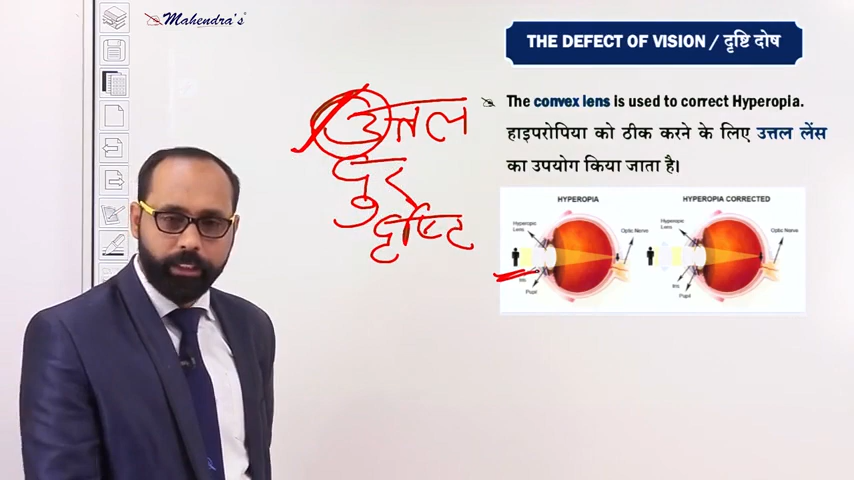 Mahendra's
THE DEFECT OF VISION / दृष्टि दोष
The convex lens is used to correct Hyperopia.
हाइपरोपिया को ठीक करने के लिए उत्तल लेंस
का उपयोग किया जाता है।
उत्तल
दूर
दृष्टि
HYPEROPIA
Hyperopic
Lens
Optic Nerve
Iris
Pupil
HYPEROPIA CORRECTED
Hyperopic
Lens
Optic Nerve
Iris
Pupil